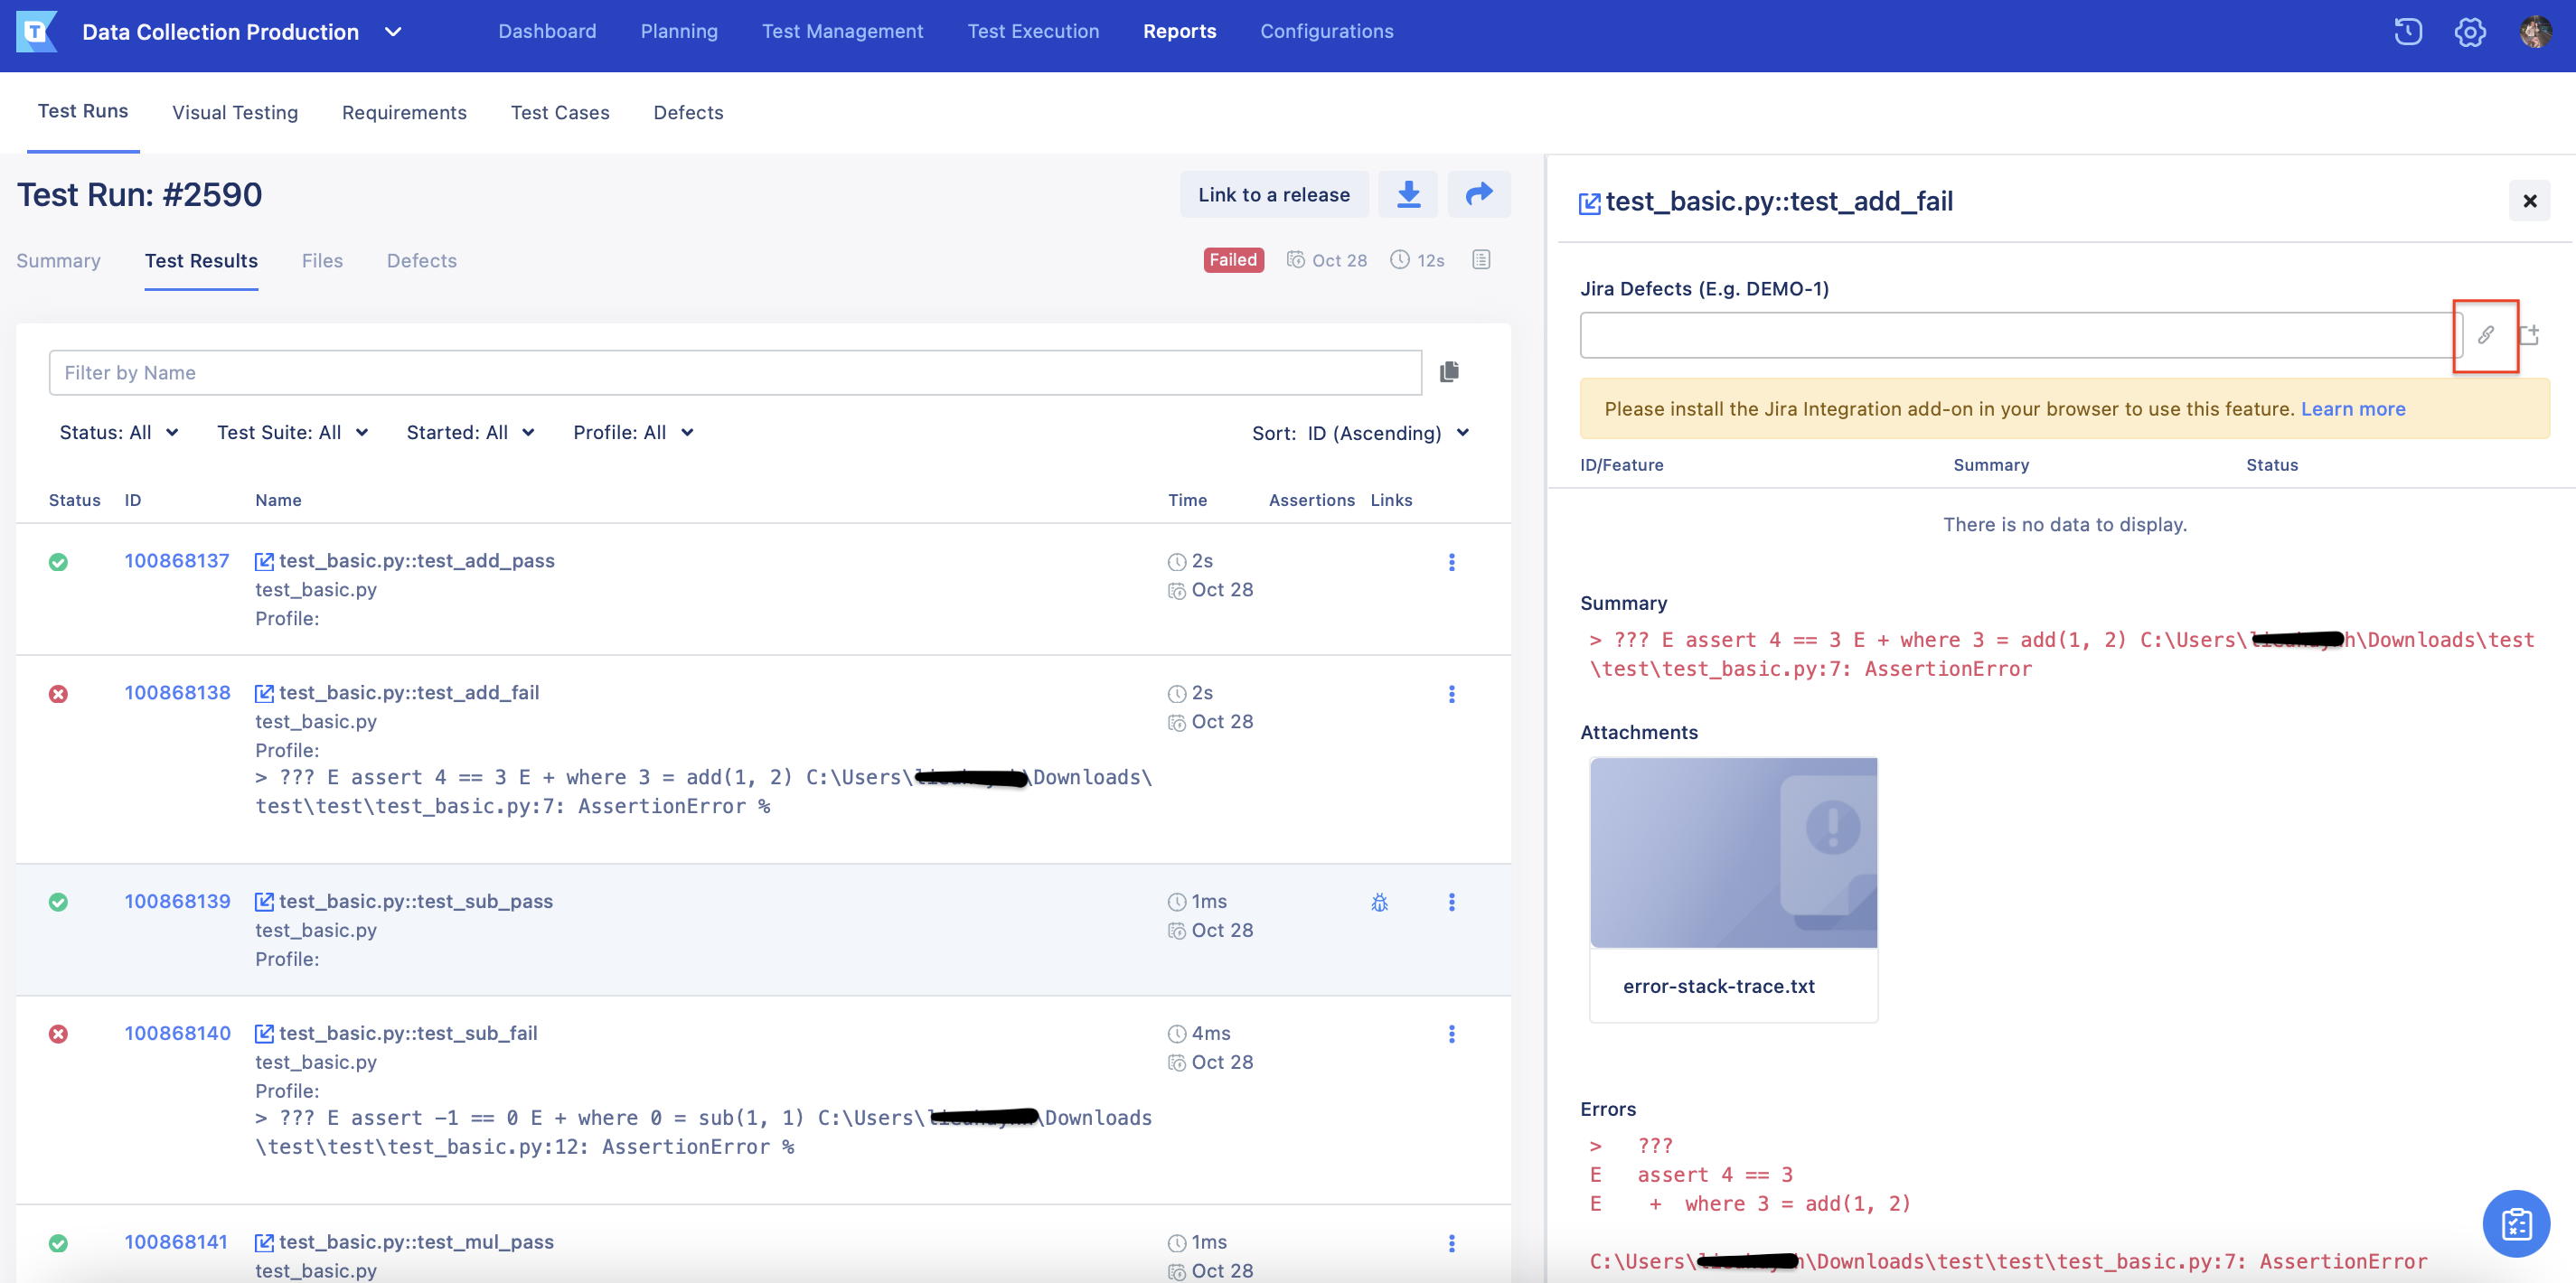 Data Collection Production
Dashboard
Planning
Test Management
Test Execution
Reports
Configurations
Test Runs
Visual Testing
Requirements
Test Cases
Defects
Test Run: #2590
Link to a release
Summary
Test Results
Files
Defects
Failed
Oct 28
12s
Filter by Name
Status: All
Test Suite: All
Started: All
Profile: All
Sort: ID (Ascending)
Status ID Name Time Assertions Links
100868137 test_basic.py::test_add_pass 2s
test_basic.py Oct 28
Profile:
100868138 test_basic.py::test_add_fail 2s
test_basic.py Oct 28
Profile:
> ??? E assert 4 == 3 E + where 3 = add(1, 2) C:\Users\ \Downloads\
test\test\test_basic.py:7: AssertionError %
100868139 test_basic.py::test_sub_pass 1ms
test_basic.py Oct 28
Profile:
100868140 test_basic.py::test_sub_fail 4ms
test_basic.py Oct 28
Profile:
> ??? E assert -1 == 0 E + where 0 = sub(1, 1) C:\Users\ \Downloads
\test\test\test_basic.py:12: AssertionError %
100868141 test_basic.py::test_mul_pass 1ms
test_basic.py Oct 28
test_basic.py::test_add_fail
Jira Defects (E.g. DEMO-1)
Please install the Jira Integration add-on in your browser to use this feature. Learn more
ID/Feature Summary Status
There is no data to display.
Summary
> ??? E assert 4 == 3 E + where 3 = add(1, 2) C:\Users\ h\Downloads\test
\test\test_basic.py:7: AssertionError
Attachments
error-stack-trace.txt
Errors
> ???
E assert 4 == 3
E + where 3 = add(1, 2)
C:\Users\ \Downloads\test\test\test_basic.py:7: AssertionError